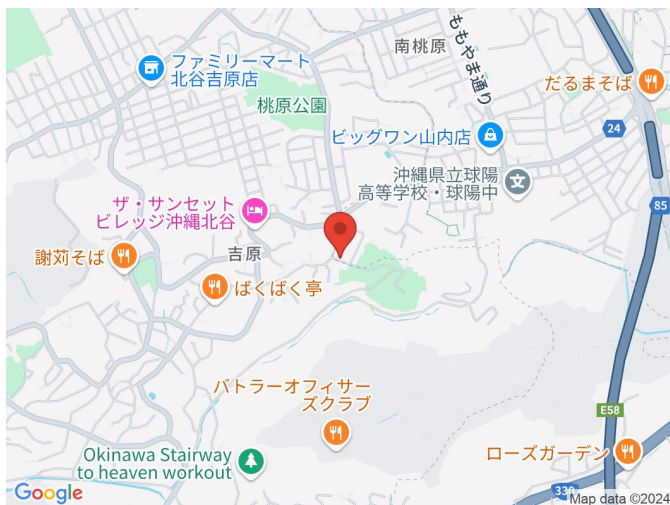 ファミリーマート
北谷吉原店
南桃原
ももやま通り
だるまそば
桃原公園
ビッグワン山内店
24
沖縄県立球陽
高等学校・球陽中
85
ザ・サンセット
ビレッジ沖縄北谷
謝苅そば
吉原
ばくばく亭
バトラーオフィサー
ズクラブ
E58
Okinawa Stairway
to heaven workout
ローズガーデン
330
Google
Map data ©2024